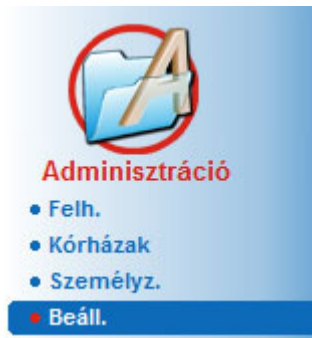 Adminisztráció
Felh.
Kórházak
Személyz.
Beáll.